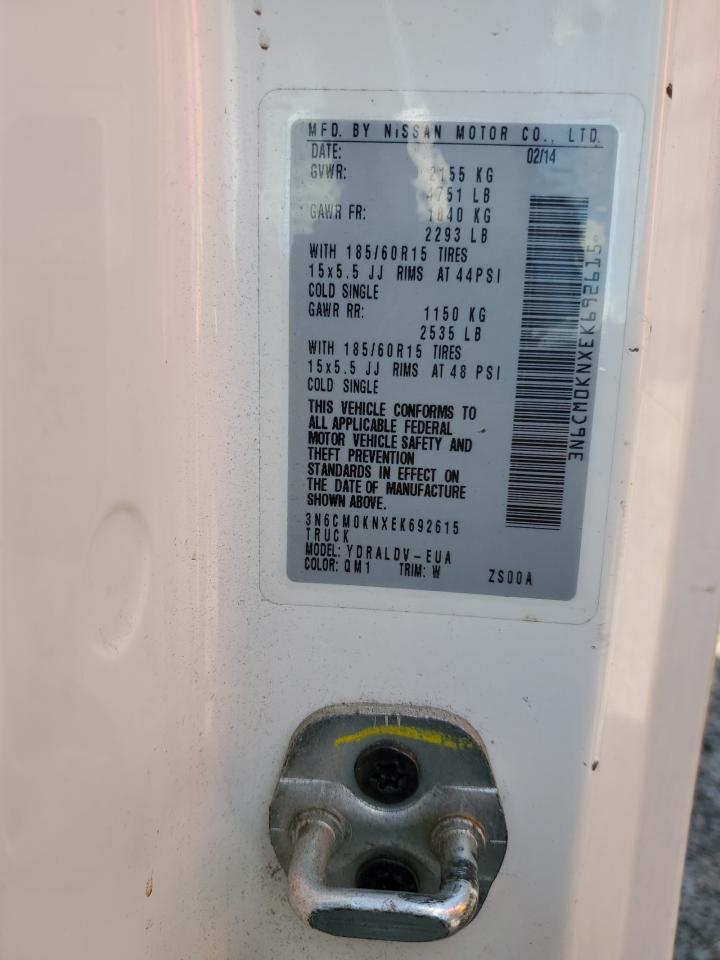 MFD. BY NISSAN MOTOR CO., LTD.
DATE: 02/14
GVWR: 2155 KG
4751 LB
GAWR FR: 1040 KG
2293 LB
WITH 185/60R15 TIRES
15x5.5 JJ RIMS AT 44PSI
COLD SINGLE
GAWR RR: 1150 KG
2535 LB
WITH 185/60R15 TIRES
15x5.5 JJ RIMS AT 48 PSI
COLD SINGLE
THIS VEHICLE CONFORMS TO
ALL APPLICABLE FEDERAL
MOTOR VEHICLE SAFETY AND
THEFT PREVENTION
STANDARDS IN EFFECT ON
THE DATE OF MANUFACTURE
SHOWN ABOVE.
3N6CM0KNXEK692615
TRUCK
MODEL: YDRALDV-EUA
COLOR: QM1 TRIM: W ZS00A
3N6CM0KNXEK692615